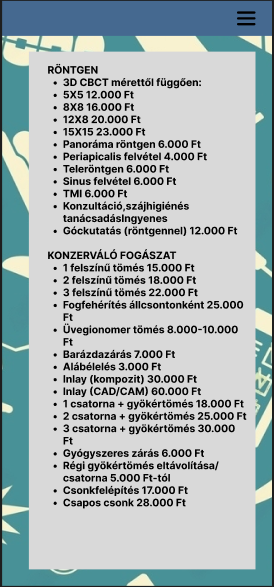 RÖNTGEN
• 3D CBCT mérettől függően:
• 5X5 12.000 Ft
• 8X8 16.000 Ft
• 12X8 20.000 Ft
• 15X15 23.000 Ft
• Panoráma röntgen 6.000 Ft
• Periapicalis felvétel 4.000 Ft
• Teleröntgen 6.000 Ft
• Sinus felvétel 6.000 Ft
• TMI 6.000 Ft
• Konzultáció,szájhigiénés
tanácsadásIngyenes
• Góckutatás (röntgennel) 12.000 Ft
KONZERVÁLÓ FOGÁSZAT
• 1 felszínű tömés 15.000 Ft
• 2 felszínű tömés 18.000 Ft
• 3 felszínű tömés 22.000 Ft
• Fogfehérítés állcsontonként 25.000
Ft
• Üvegionomer tömés 8.000-10.000
Ft
• Barázdazárás 7.000 Ft
• Alábélelés 3.000 Ft
• Inlay (kompozit) 30.000 Ft
• Inlay (CAD/CAM) 60.000 Ft
• 1 csatorna + gyökértömés 18.000 Ft
• 2 csatorna + gyökértömés 25.000 Ft
• 3 csatorna + gyökértömés 30.000
Ft
• Gyógyszeres zárás 6.000 Ft
• Régi gyökértömés eltávolítása/
csatorna 5.000 Ft-tól
• Csonkfelépítés 17.000 Ft
• Csapos csonk 28.000 Ft